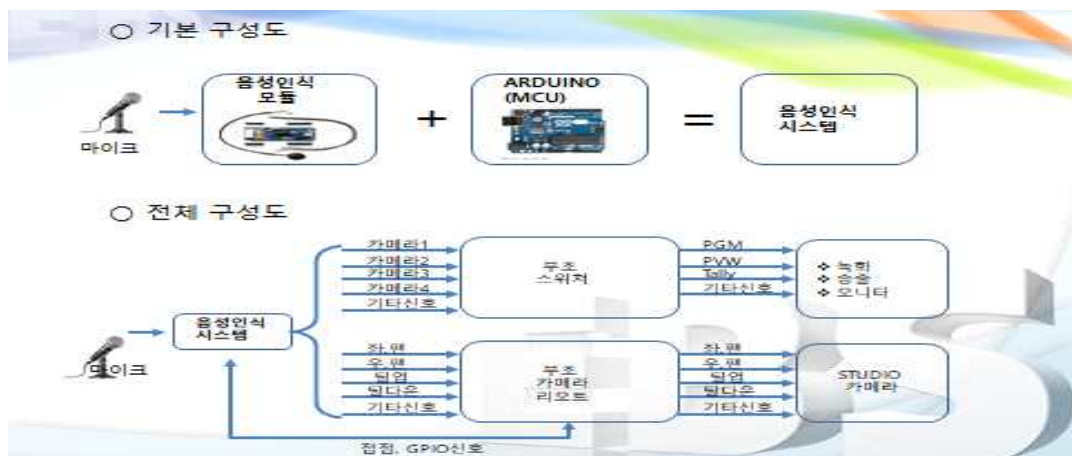 ○ 기본 구성도
음성인식
모듈
ARDUINO
(MCU)
+
=
음성인식
시스템
마이크
○ 전체 구성도
카메라1
카메라2
카메라3
카메라4
기타신호
부조
스위처
PGM
PVW
Tally
기타신호
❖ 녹화
❖ 송출
❖ 모니터
음성인식
시스템
마이크
좌,팬
우,팬
틸업
틸다운
기타신호
부조
카메라
리모트
좌,팬
우,팬
틸업
틸다운
기타신호
STUDIO
카메라
접점, GPIO신호